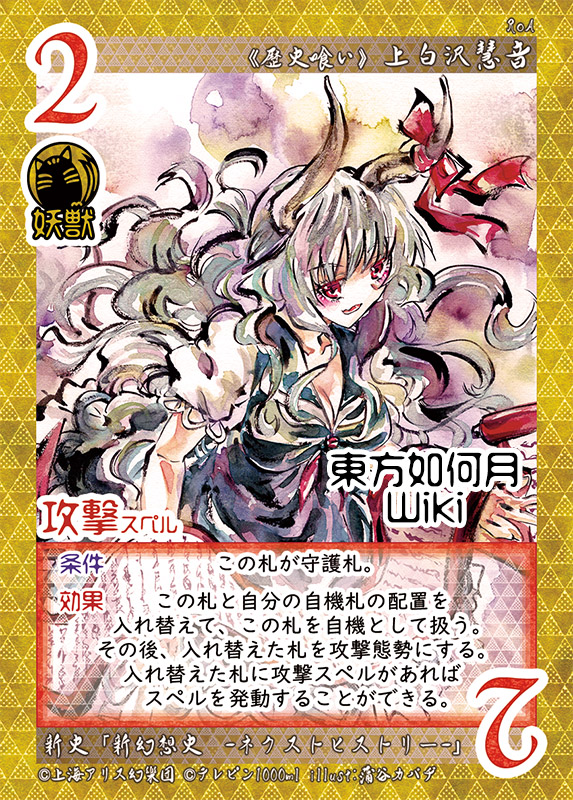 901
2
《歴史喰い》 上白沢慧音
妖獣
東方如何月
Wiki
攻撃スペル
条件 この札が守護札。
効果 この札と自分の自機札の配置を
入れ替えて、この札を自機として扱う。
その後、入れ替えた札を攻撃態勢にする。
入れ替えた札に攻撃スペルがあれば
スペルを発動することができる。
2
新史「新幻想史 -ネクストヒストリー-」
©上海アリス幻樂団 ©テレピン1000ml illust:蒲谷カバヂ